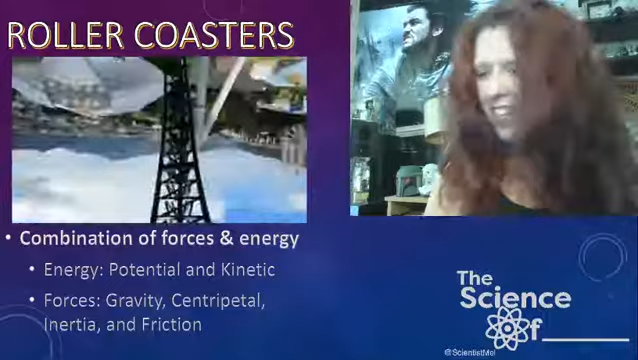 ROLLER COASTERS
• Combination of forces & energy
• Energy: Potential and Kinetic
• Forces: Gravity, Centripetal,
Inertia, and Friction
The
Science
Of
@ScientistMel